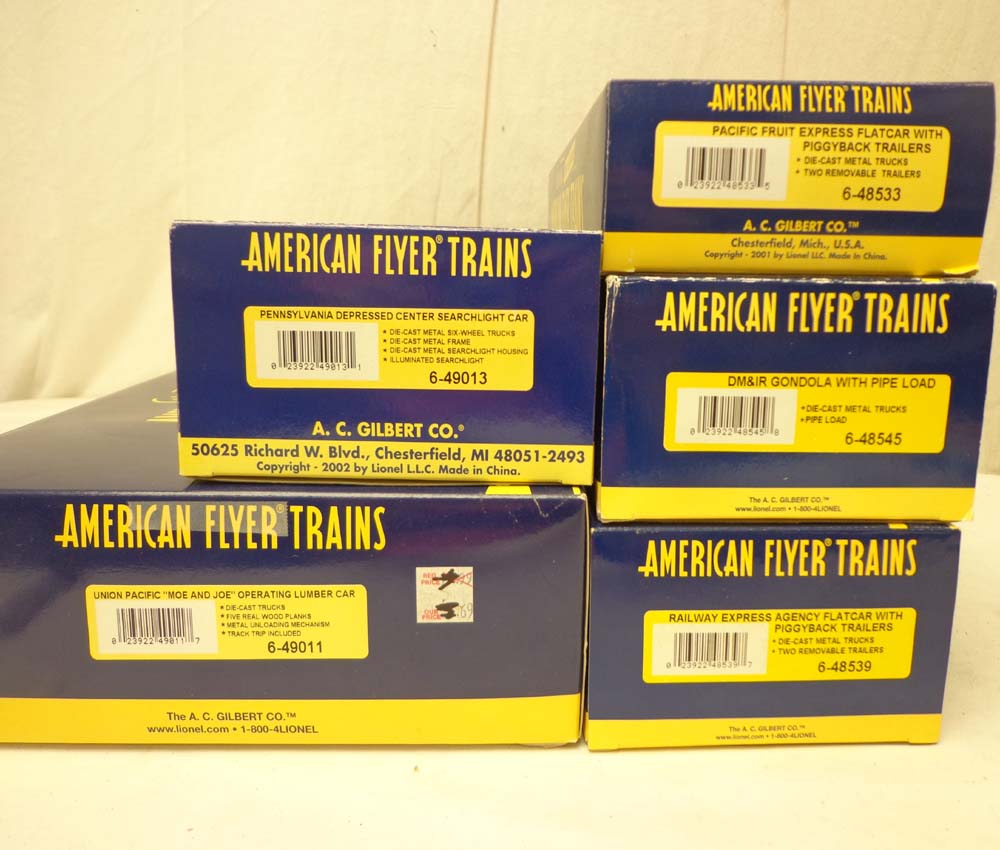 AMERICAN FLYER® TRAINS
PACIFIC FRUIT EXPRESS FLATCAR WITH
PIGGYBACK TRAILERS
• DIE-CAST METAL TRUCKS
• TWO REMOVABLE TRAILERS
0 23922 48533 5
6-48533
A. C. GILBERT CO.™
Chesterfield, Mich., U.S.A.
Copyright - 2001 by Lionel LLC. Made in China.
AMERICAN FLYER® TRAINS
PENNSYLVANIA DEPRESSED CENTER SEARCHLIGHT CAR
★ DIE-CAST METAL SIX-WHEEL TRUCKS
★ DIE-CAST METAL FRAME
★ DIE-CAST METAL SEARCHLIGHT HOUSING
★ ILLUMINATED SEARCHLIGHT
0 23922 49013 1
6-49013
A. C. GILBERT CO.®
50625 Richard W. Blvd., Chesterfield, MI 48051-2493
Copyright - 2002 by Lionel L.L.C. Made in China.
AMERICAN FLYER® TRAINS
DM&IR GONDOLA WITH PIPE LOAD
•DIE-CAST METAL TRUCKS
•PIPE LOAD
0 23922 48545 8
6-48545
The A. C. GILBERT CO.™
www.lionel.com • 1-800-4LIONEL
AMERICAN FLYER® TRAINS
UNION PACIFIC "MOE AND JOE" OPERATING LUMBER CAR
★ DIE-CAST TRUCKS
★ FIVE REAL WOOD PLANKS
★ METAL UNLOADING MECHANISM
★ TRACK TRIP INCLUDED
0 23922 49011 7
6-49011
REG.
PRICE
OUR
PRICE
The A. C. GILBERT CO.™
www.lionel.com • 1-800-4LIONEL
AMERICAN FLYER® TRAINS
RAILWAY EXPRESS AGENCY FLATCAR WITH
PIGGYBACK TRAILERS
• DIE-CAST METAL TRUCKS
• TWO REMOVABLE TRAILERS
0 23922 48539 7
6-48539
The A. C. GILBERT CO.™
www.lionel.com • 1-800-4LIONEL